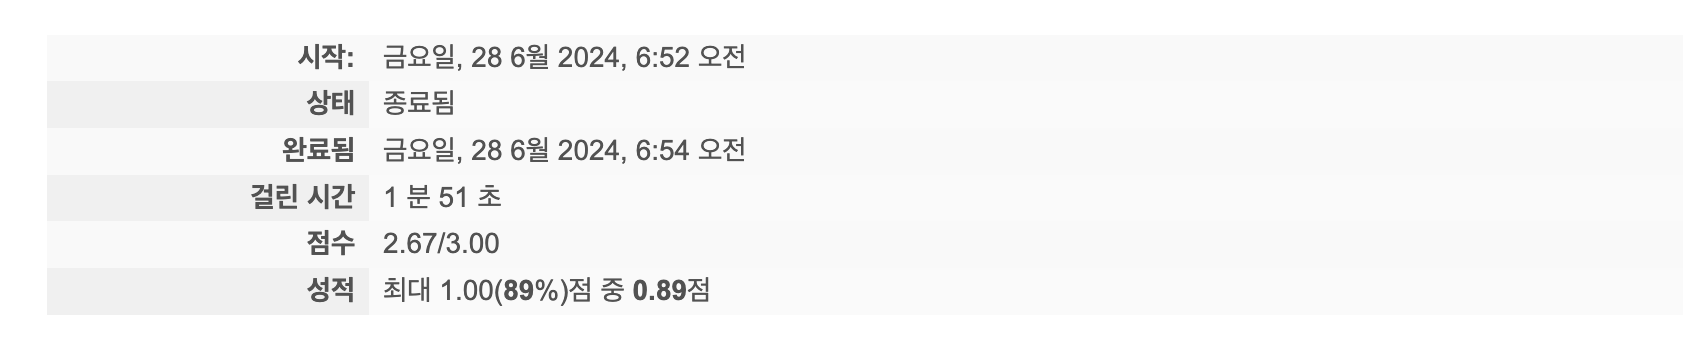 시작: 금요일, 28 6월 2024, 6:52 오전
상태 종료됨
완료됨 금요일, 28 6월 2024, 6:54 오전
걸린 시간 1 분 51 초
점수 2.67/3.00
성적 최대 1.00(89%)점 중 0.89점